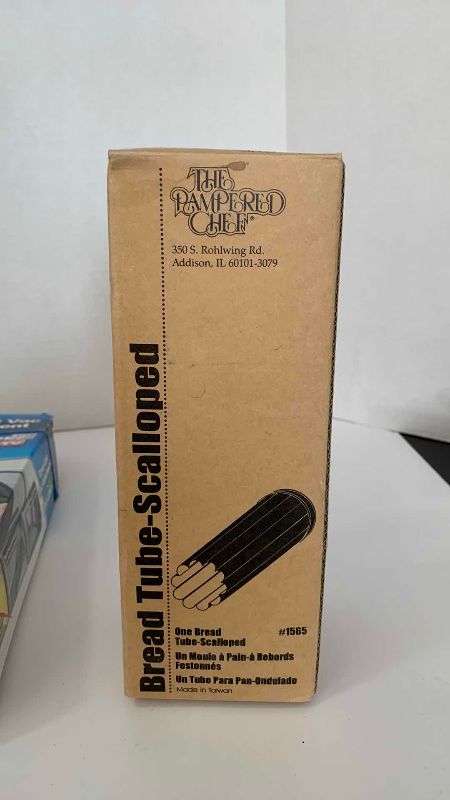 THE
PAMPERED
CHEF®
350 S. Rohlwing Rd.
Addison, IL 60101-3079
Bread Tube-Scalloped
One Bread
Tube-Scalloped
#1565
Un Moule à Pain-à Rebords
Festonnés
Un Tubo Para Pan-Ondulado
Made in Taiwan